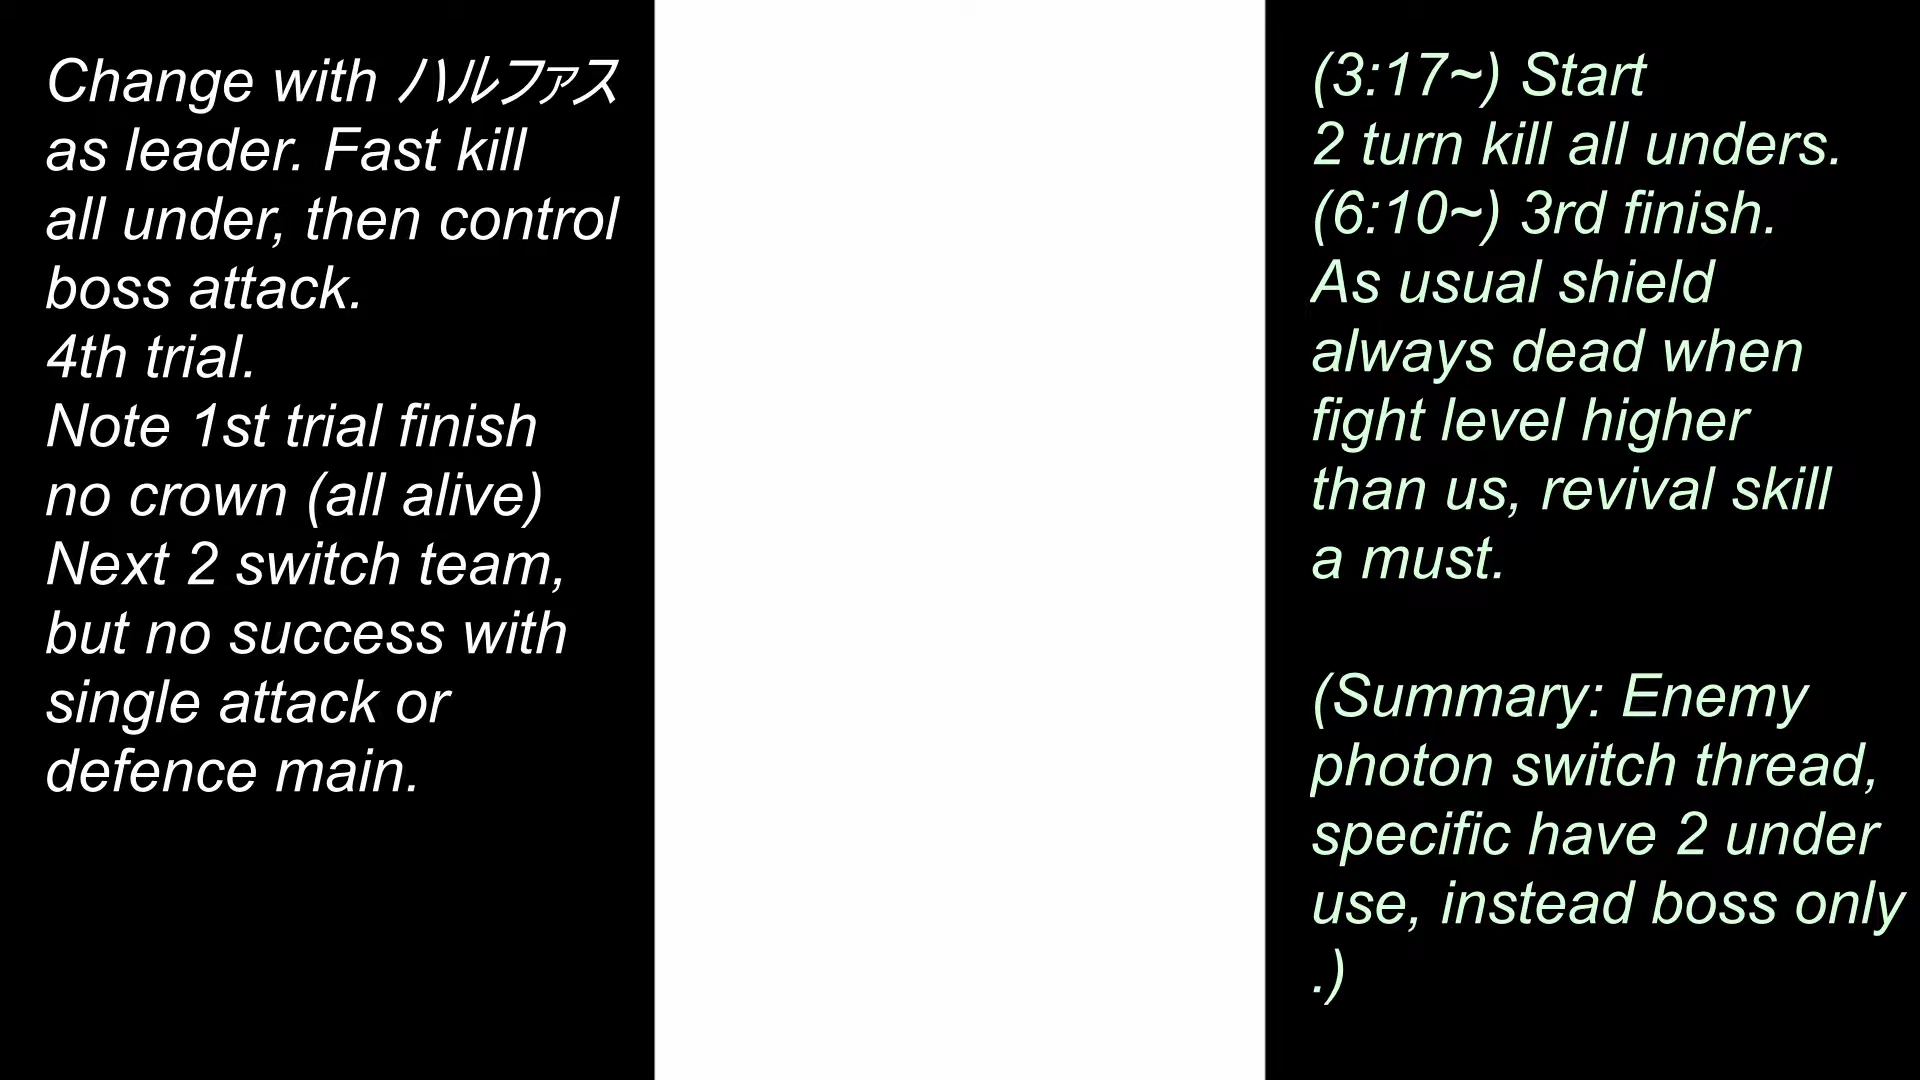 Change with ハルファス
as leader. Fast kill
all under, then control
boss attack.
4th trial.
Note 1st trial finish
no crown (all alive)
Next 2 switch team,
but no success with
single attack or
defence main.
(3:17~) Start
2 turn kill all unders.
(6:10~) 3rd finish.
As usual shield
always dead when
fight level higher
than us, revival skill
a must.
(Summary: Enemy
photon switch thread,
specific have 2 under
use, instead boss only
.)